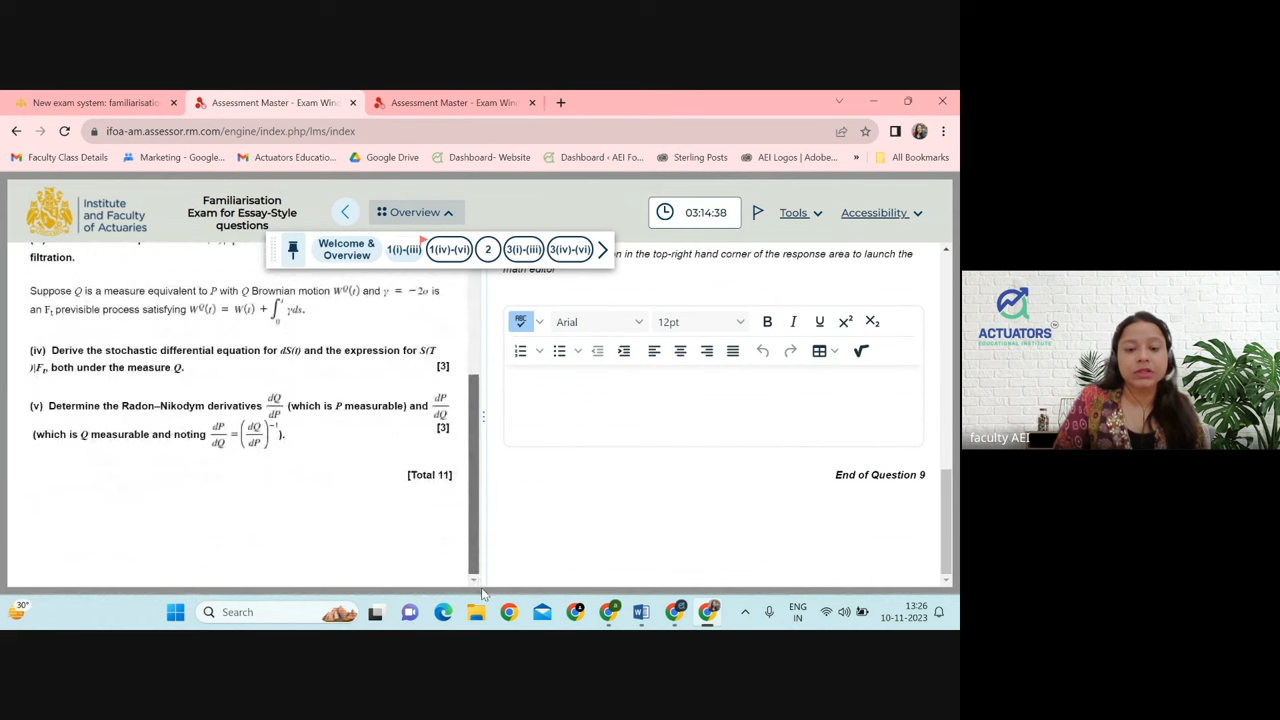 New exam system: familiarisatio
Assessment Master - Exam Win
Assessment Master - Exam Win
ifoa-am.assessor.rm.com/engine/index.php/lms/index
Faculty Class Details
Marketing - Google...
Actuators Educatio...
Google Drive
Dashboard- Website
Dashboard ‹ AEI Fo...
Sterling Posts
AEI Logos | Adobe...
»
All Bookmarks
Institute
and Faculty
of Actuaries
Familiarisation
Exam for Essay-Style
questions
Overview
03:14:38
Tools
Accessibility
Welcome &
Overview
1(i)-(iii)
1(iv)-(vi)
2
3(i)-(iii)
3(iv)-(vi)
filtration.
Suppose Q is a measure equivalent to P with Q Brownian motion W^Q(t) and γ = −2σ is
an F_t previsible process satisfying W^Q(t) = W(t) + ∫_0^t γds.
(iv) Derive the stochastic differential equation for dS(t) and the expression for S(T
)|F_t, both under the measure Q. [3]
(v) Determine the Radon–Nikodym derivatives dQ/dP (which is P measurable) and dP/dQ
[3]
(which is Q measurable and noting dP/dQ = (dQ/dP)^−1).
[Total 11]
in the top-right hand corner of the response area to launch the
math editor
ABC
Arial
12pt
B I U X² X₂
End of Question 9
30°
Search
ENG
IN
13:26
10-11-2023
ACTUATORS
EDUCATIONAL INSTITUTE
faculty AEI